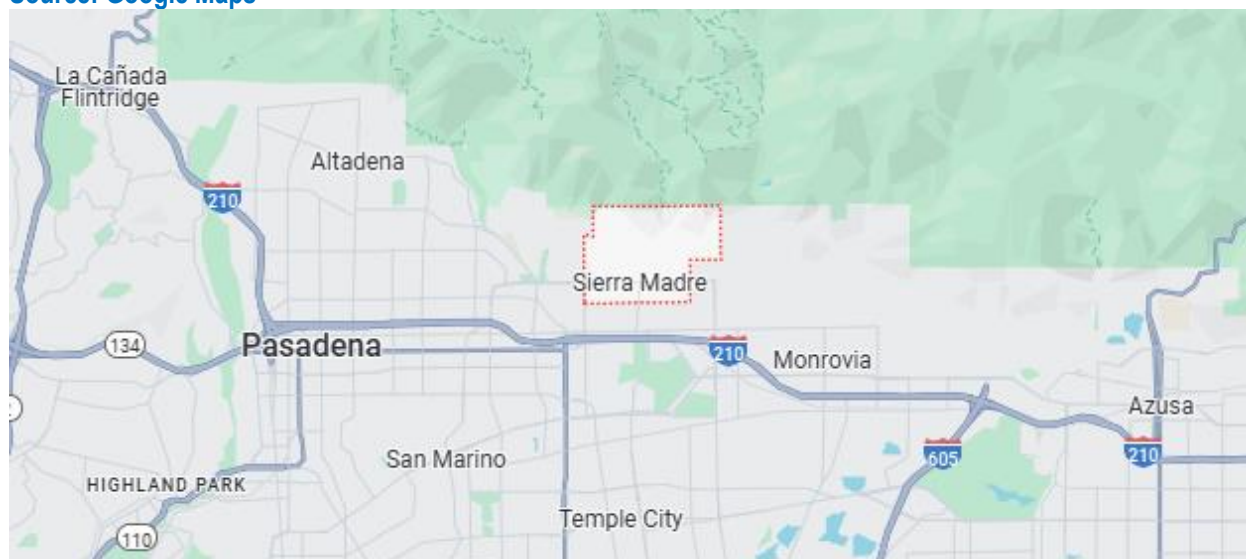 Source: Google Maps
La Cañada
Flintridge
Altadena
210
Sierra Madre
134
Pasadena
210
Monrovia
Azusa
San Marino
605
210
HIGHLAND PARK
Temple City
110